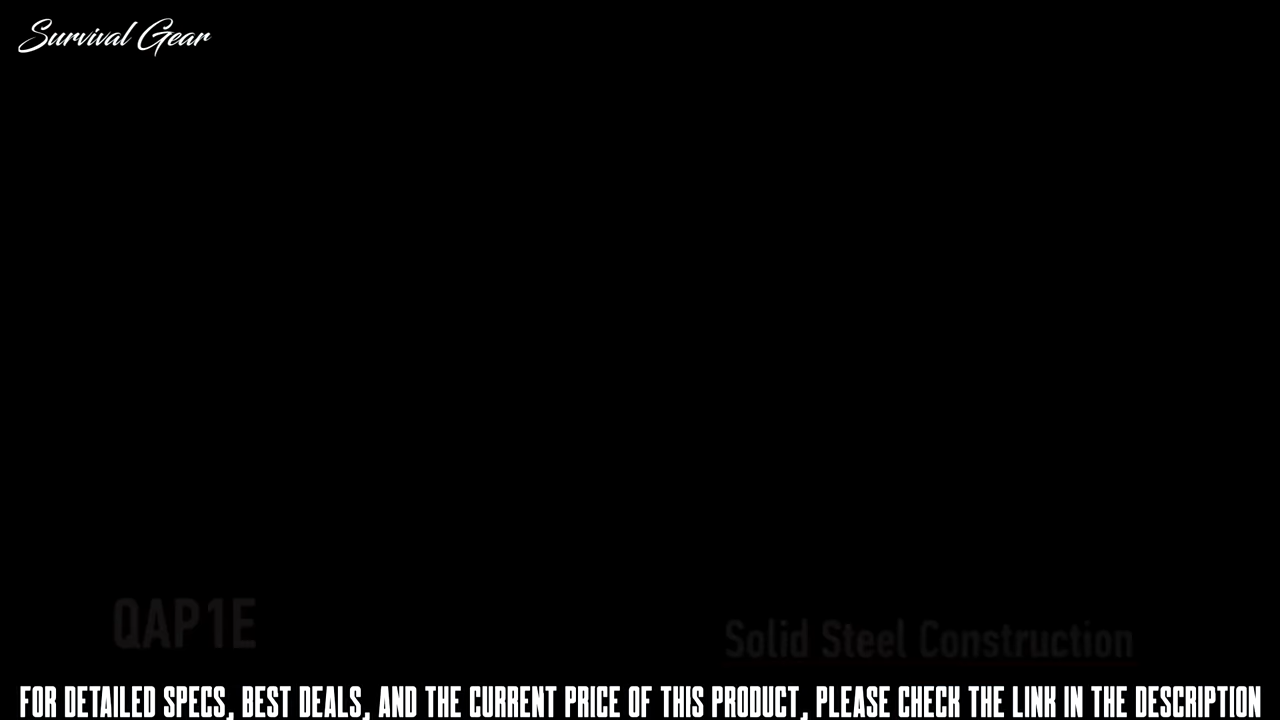 Survival Gear
QAP1E
Solid Steel Construction
FOR DETAILED SPECS, BEST DEALS, AND THE CURRENT PRICE OF THIS PRODUCT, PLEASE CHECK THE LINK IN THE DESCRIPTION